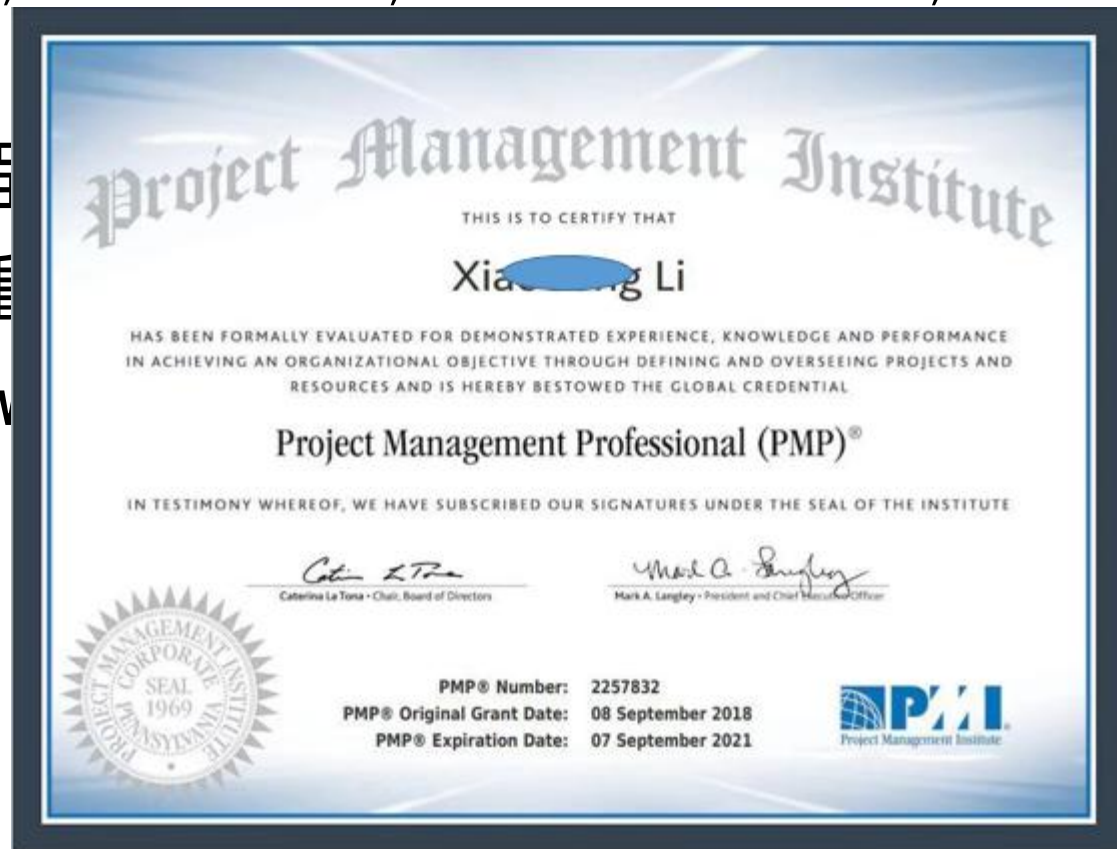 Project Management Institute
THIS IS TO CERTIFY THAT
Li
HAS BEEN FORMALLY EVALUATED FOR DEMONSTRATED EXPERIENCE, KNOWLEDGE AND PERFORMANCE
IN ACHIEVING AN ORGANIZATIONAL OBJECTIVE THROUGH DEFINING AND OVERSEEING PROJECTS AND
RESOURCES AND IS HEREBY BESTOWED THE GLOBAL CREDENTIAL
Project Management Professional (PMP)®
IN TESTIMONY WHEREOF, WE HAVE SUBSCRIBED OUR SIGNATURES UNDER THE SEAL OF THE INSTITUTE
Caterina La Tona • Chair, Board of Directors
Mark A. Langley • President and Chief Executive Officer
PROJECT MANAGEMENT INSTITUTE
CORPORATE
SEAL
1969
PENNSYLVANIA
PMP® Number: 2257832
PMP® Original Grant Date: 08 September 2018
PMP® Expiration Date: 07 September 2021
PMI
Project Management Institute